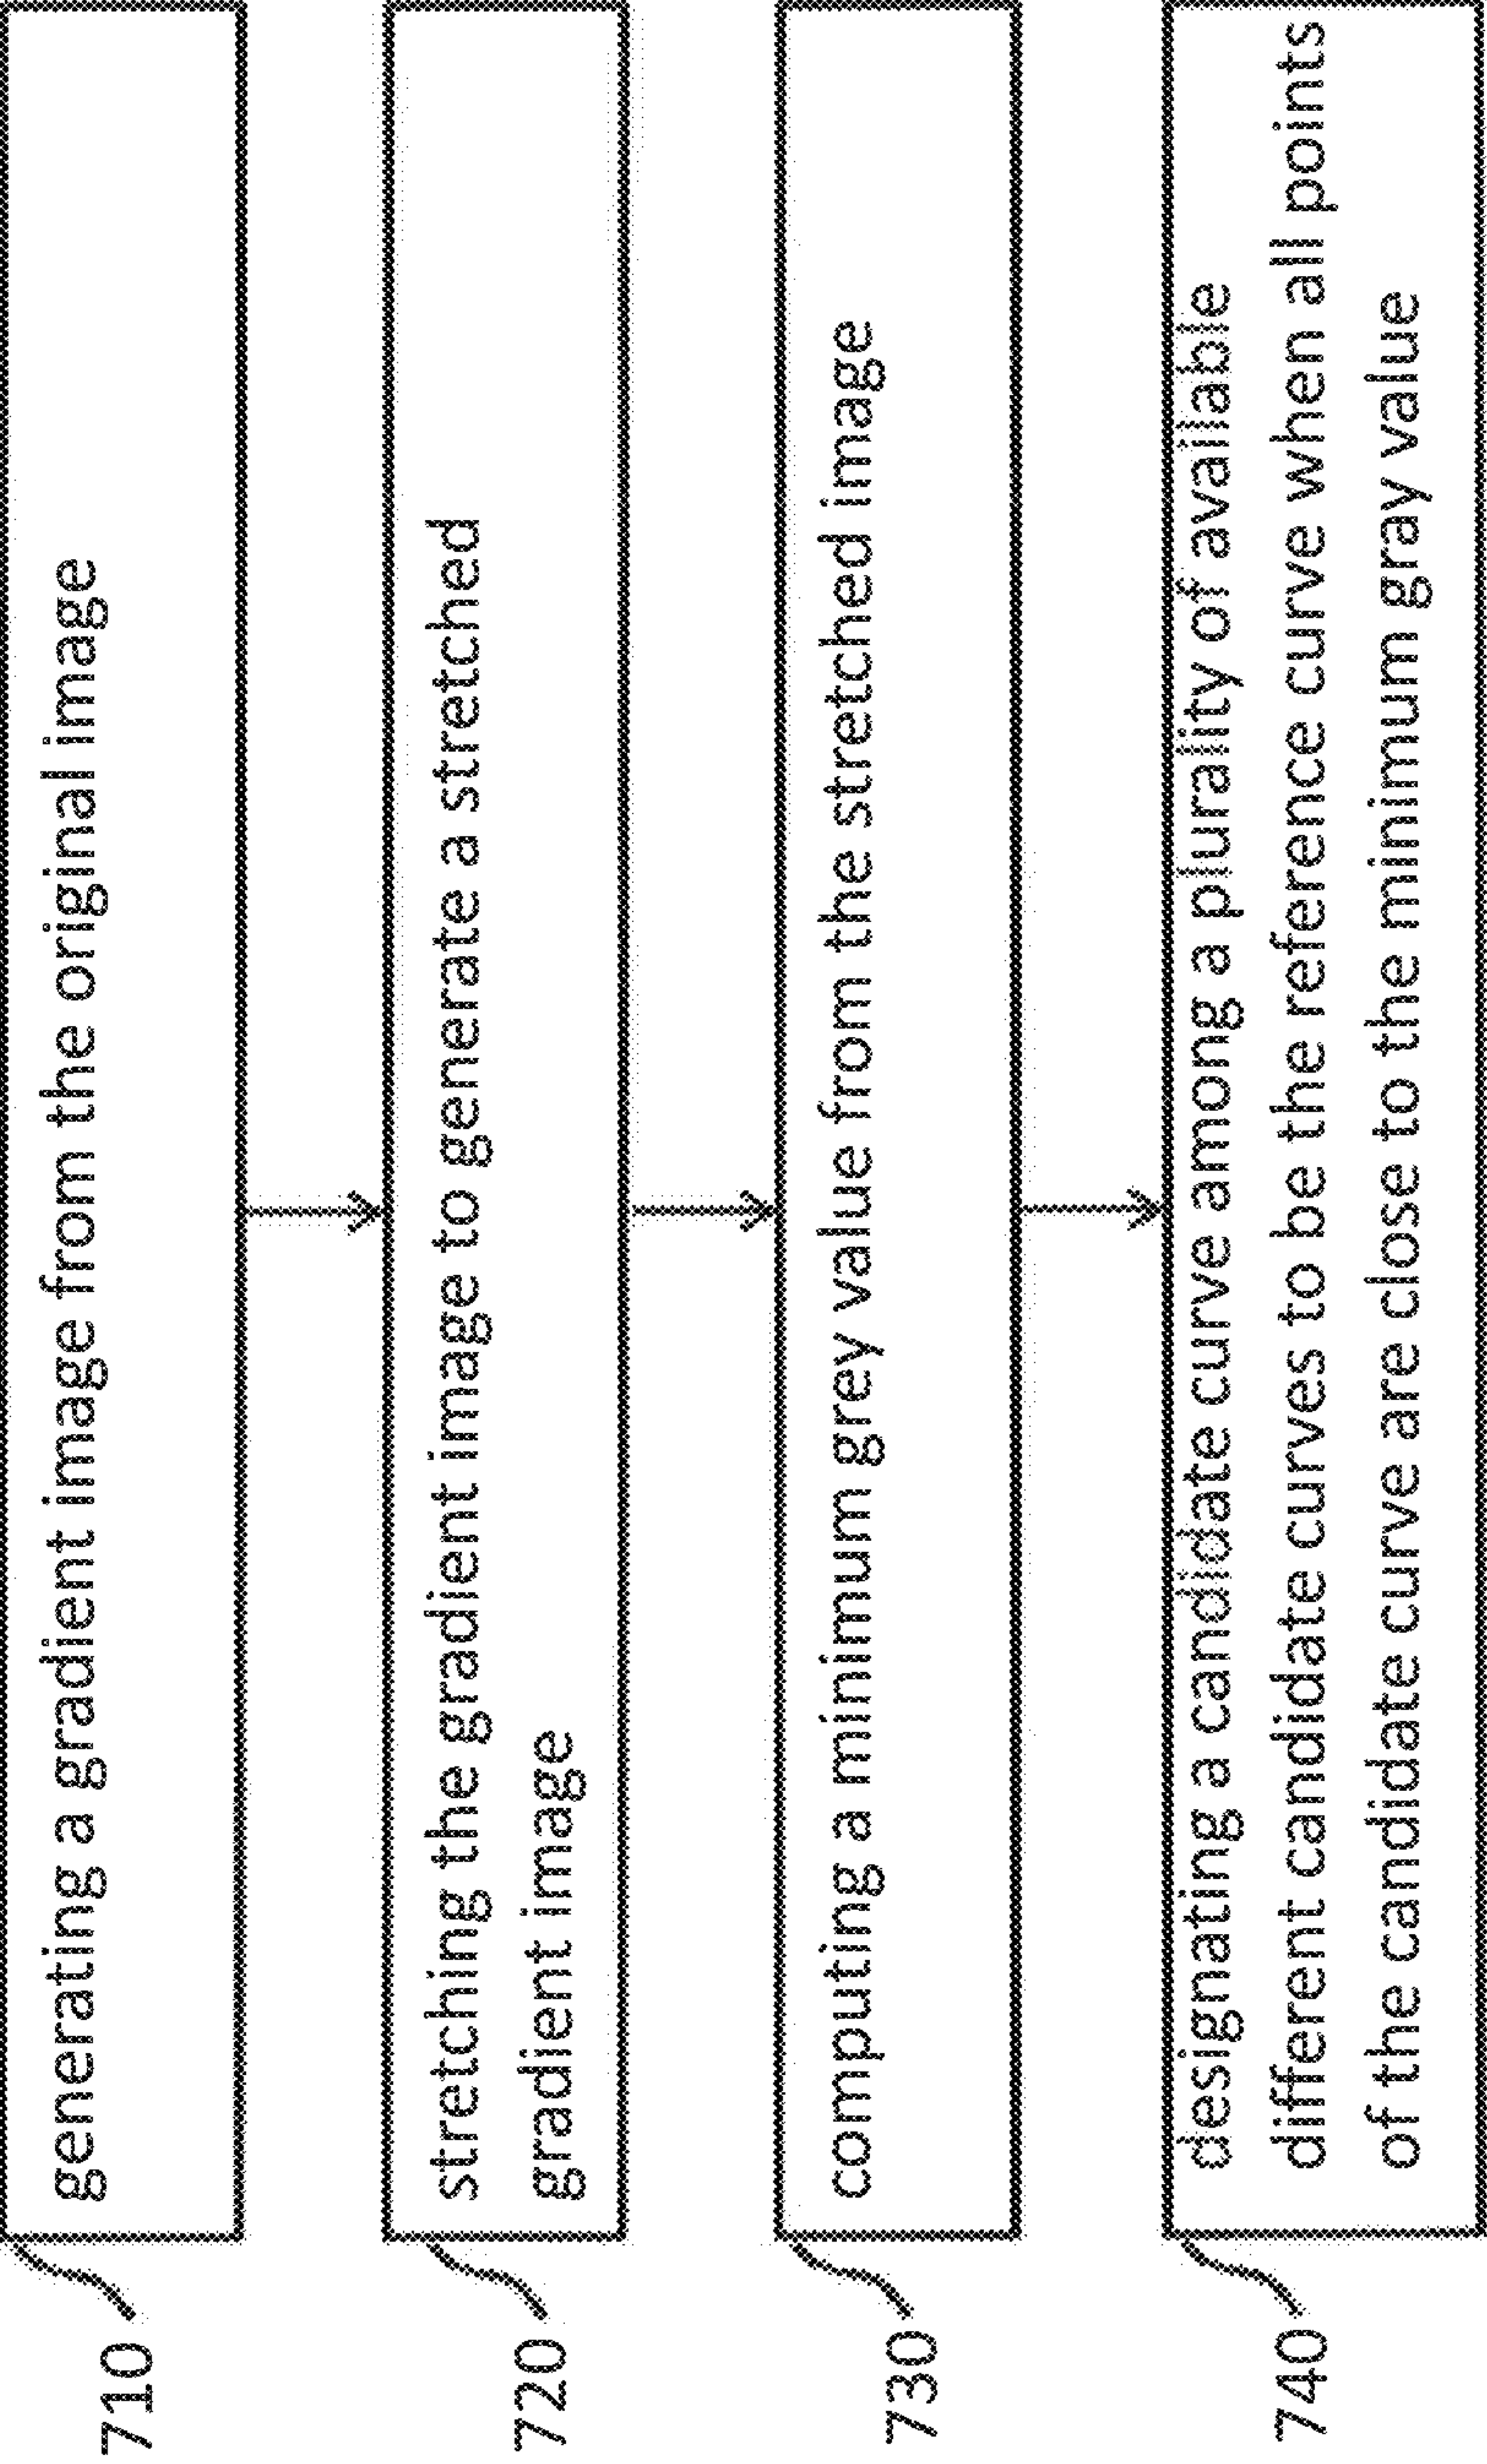 710
generating a gradient image from the original image
720
stretching the gradient image to generate a stretched
gradient image
730
computing a minimum grey value from the stretched image
740
designating a candidate curve among a plurality of available
different candidate curves to be the reference curve when all points
of the candidate curve are close to the minimum gray value